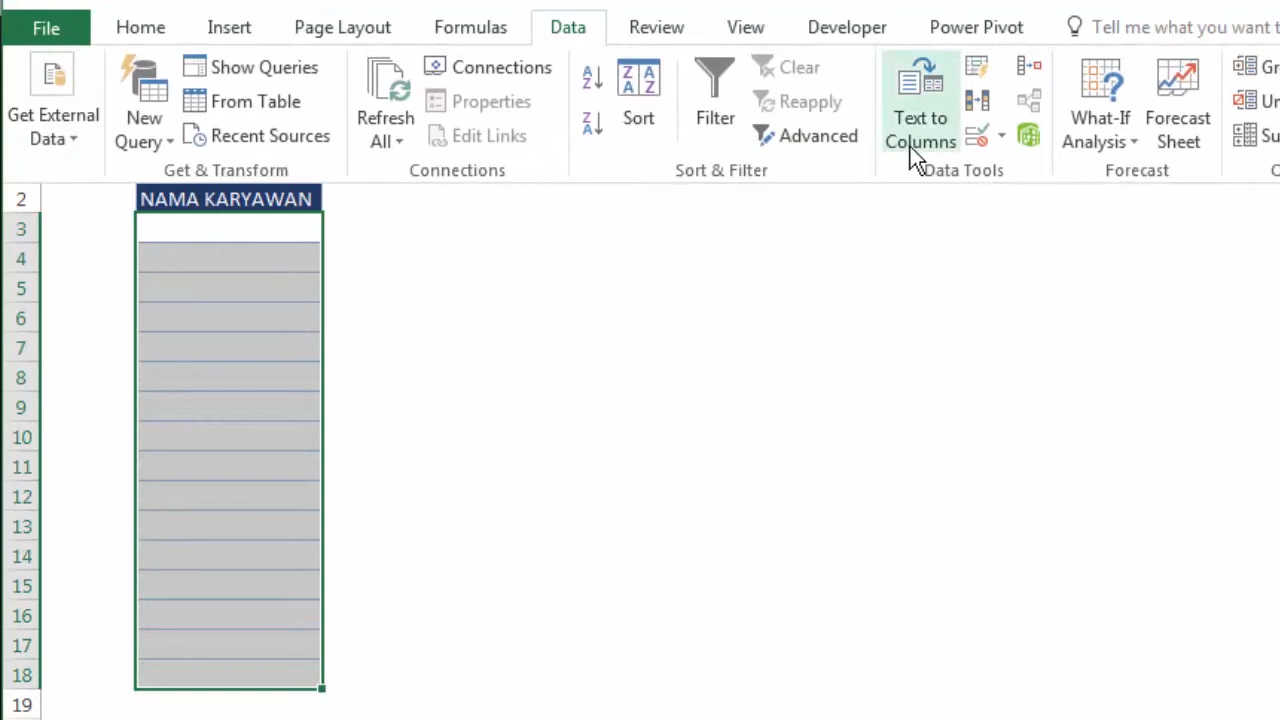 File Home Insert Page Layout Formulas Data Review View Developer Power Pivot Tell me what you want t
Get External Data
New Query
Show Queries
From Table
Recent Sources
Get & Transform
Refresh All
Connections
Properties
Edit Links
Connections
Sort
Filter
Clear
Reapply
Advanced
Sort & Filter
Text to Columns
Data Tools
What-If Analysis
Forecast Sheet
Forecast
Gr
Un
Su
2 NAMA KARYAWAN
3
4
5
6
7
8
9
10
11
12
13
14
15
16
17
18
19